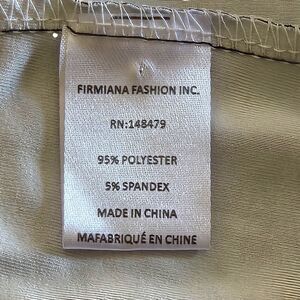 FIRMIANA FASHION INC.
RN:148479
95% POLYESTER
5% SPANDEX
MADE IN CHINA
MAFABRIQUÉ EN CHINE